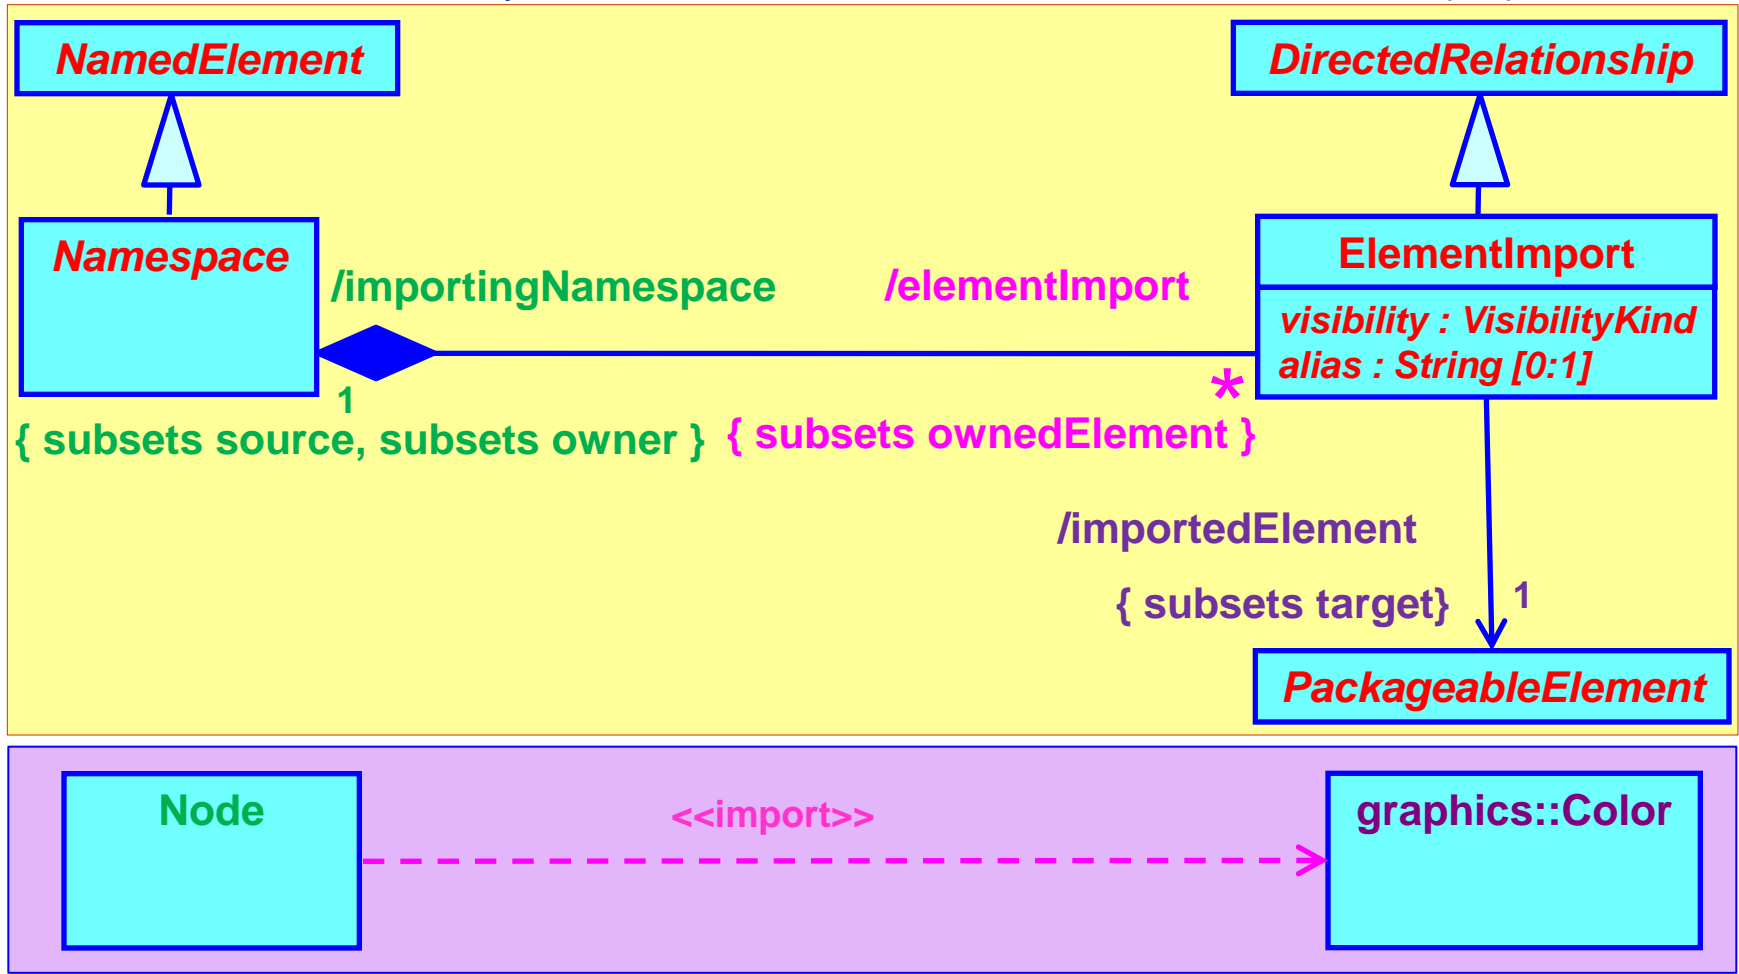 NamedElement
DirectedRelationship
Namespace
ElementImport
/importingNamespace
/elementImport
visibility : VisibilityKind
alias : String [0:1]
1
*
{ subsets source, subsets owner }
{ subsets ownedElement }
/importedElement
{ subsets target}
1
PackageableElement
Node
<<import>>
graphics::Color